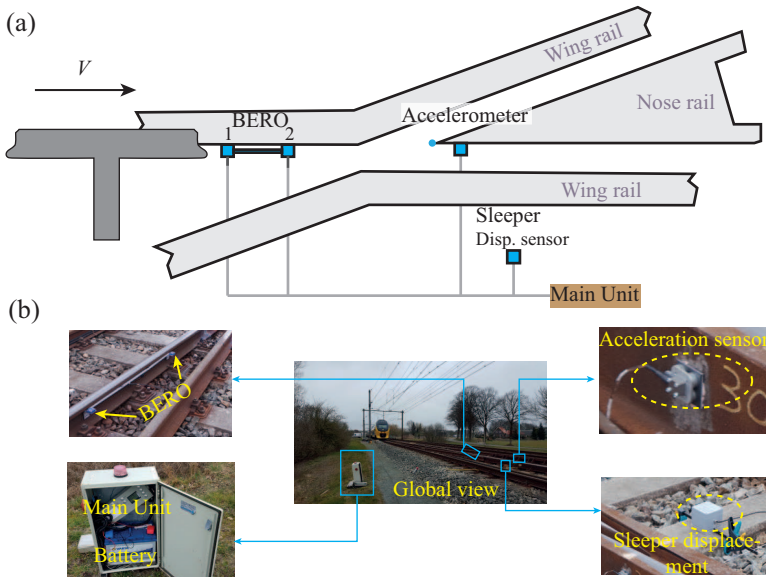 (a)
V
Wing rail
BERO
1 2
Accelerometer
Nose rail
Wing rail
Sleeper
Disp. sensor
Main Unit
(b)
BERO
Global view
Acceleration sensor
30
Main Unit
Battery
Sleeper displace-
ment